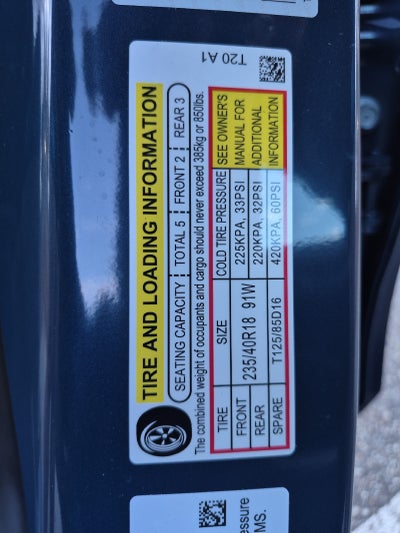 T20 A1
TIRE AND LOADING INFORMATION
SEATING CAPACITY TOTAL 5 FRONT 2 REAR 3
The combined weight of occupants and cargo should never exceed 385kg or 850lbs.
TIRE SIZE COLD TIRE PRESSURE SEE OWNER'S
FRONT 235/40R18 91W 225KPA, 33PSI MANUAL FOR
REAR 220KPA, 32PSI ADDITIONAL
SPARE T125/85D16 420KPA, 60PSI INFORMATION
essure
MS.